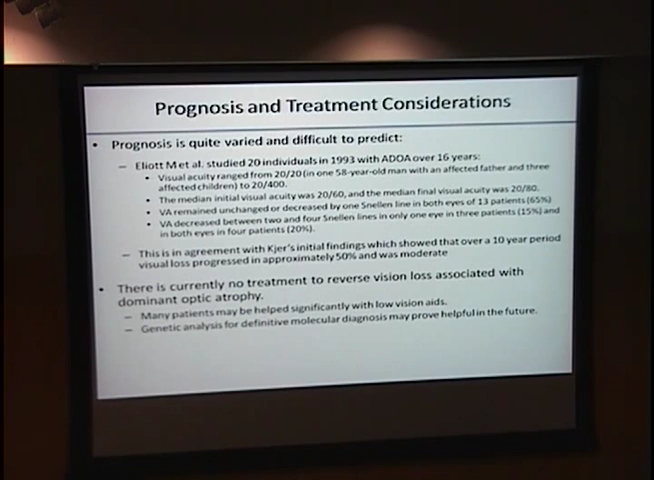 Prognosis and Treatment Considerations
• Prognosis is quite varied and difficult to predict:
– Eliott M et al. studied 20 individuals in 1993 with ADOA over 16 years:
• Visual acuity ranged from 20/20 (in one 58-year-old man with an affected father and three
affected children) to 20/400.
• The median initial visual acuity was 20/60, and the median final visual acuity was 20/80.
• VA remained unchanged or decreased by one Snellen line in both eyes of 13 patients (65%)
• VA decreased between two and four Snellen lines in only one eye in three patients (15%) and
in both eyes in four patients (20%).
– This is in agreement with Kjer's initial findings which showed that over a 10 year period
visual loss progressed in approximately 50% and was moderate
• There is currently no treatment to reverse vision loss associated with
dominant optic atrophy.
– Many patients may be helped significantly with low vision aids.
– Genetic analysis for definitive molecular diagnosis may prove helpful in the future.